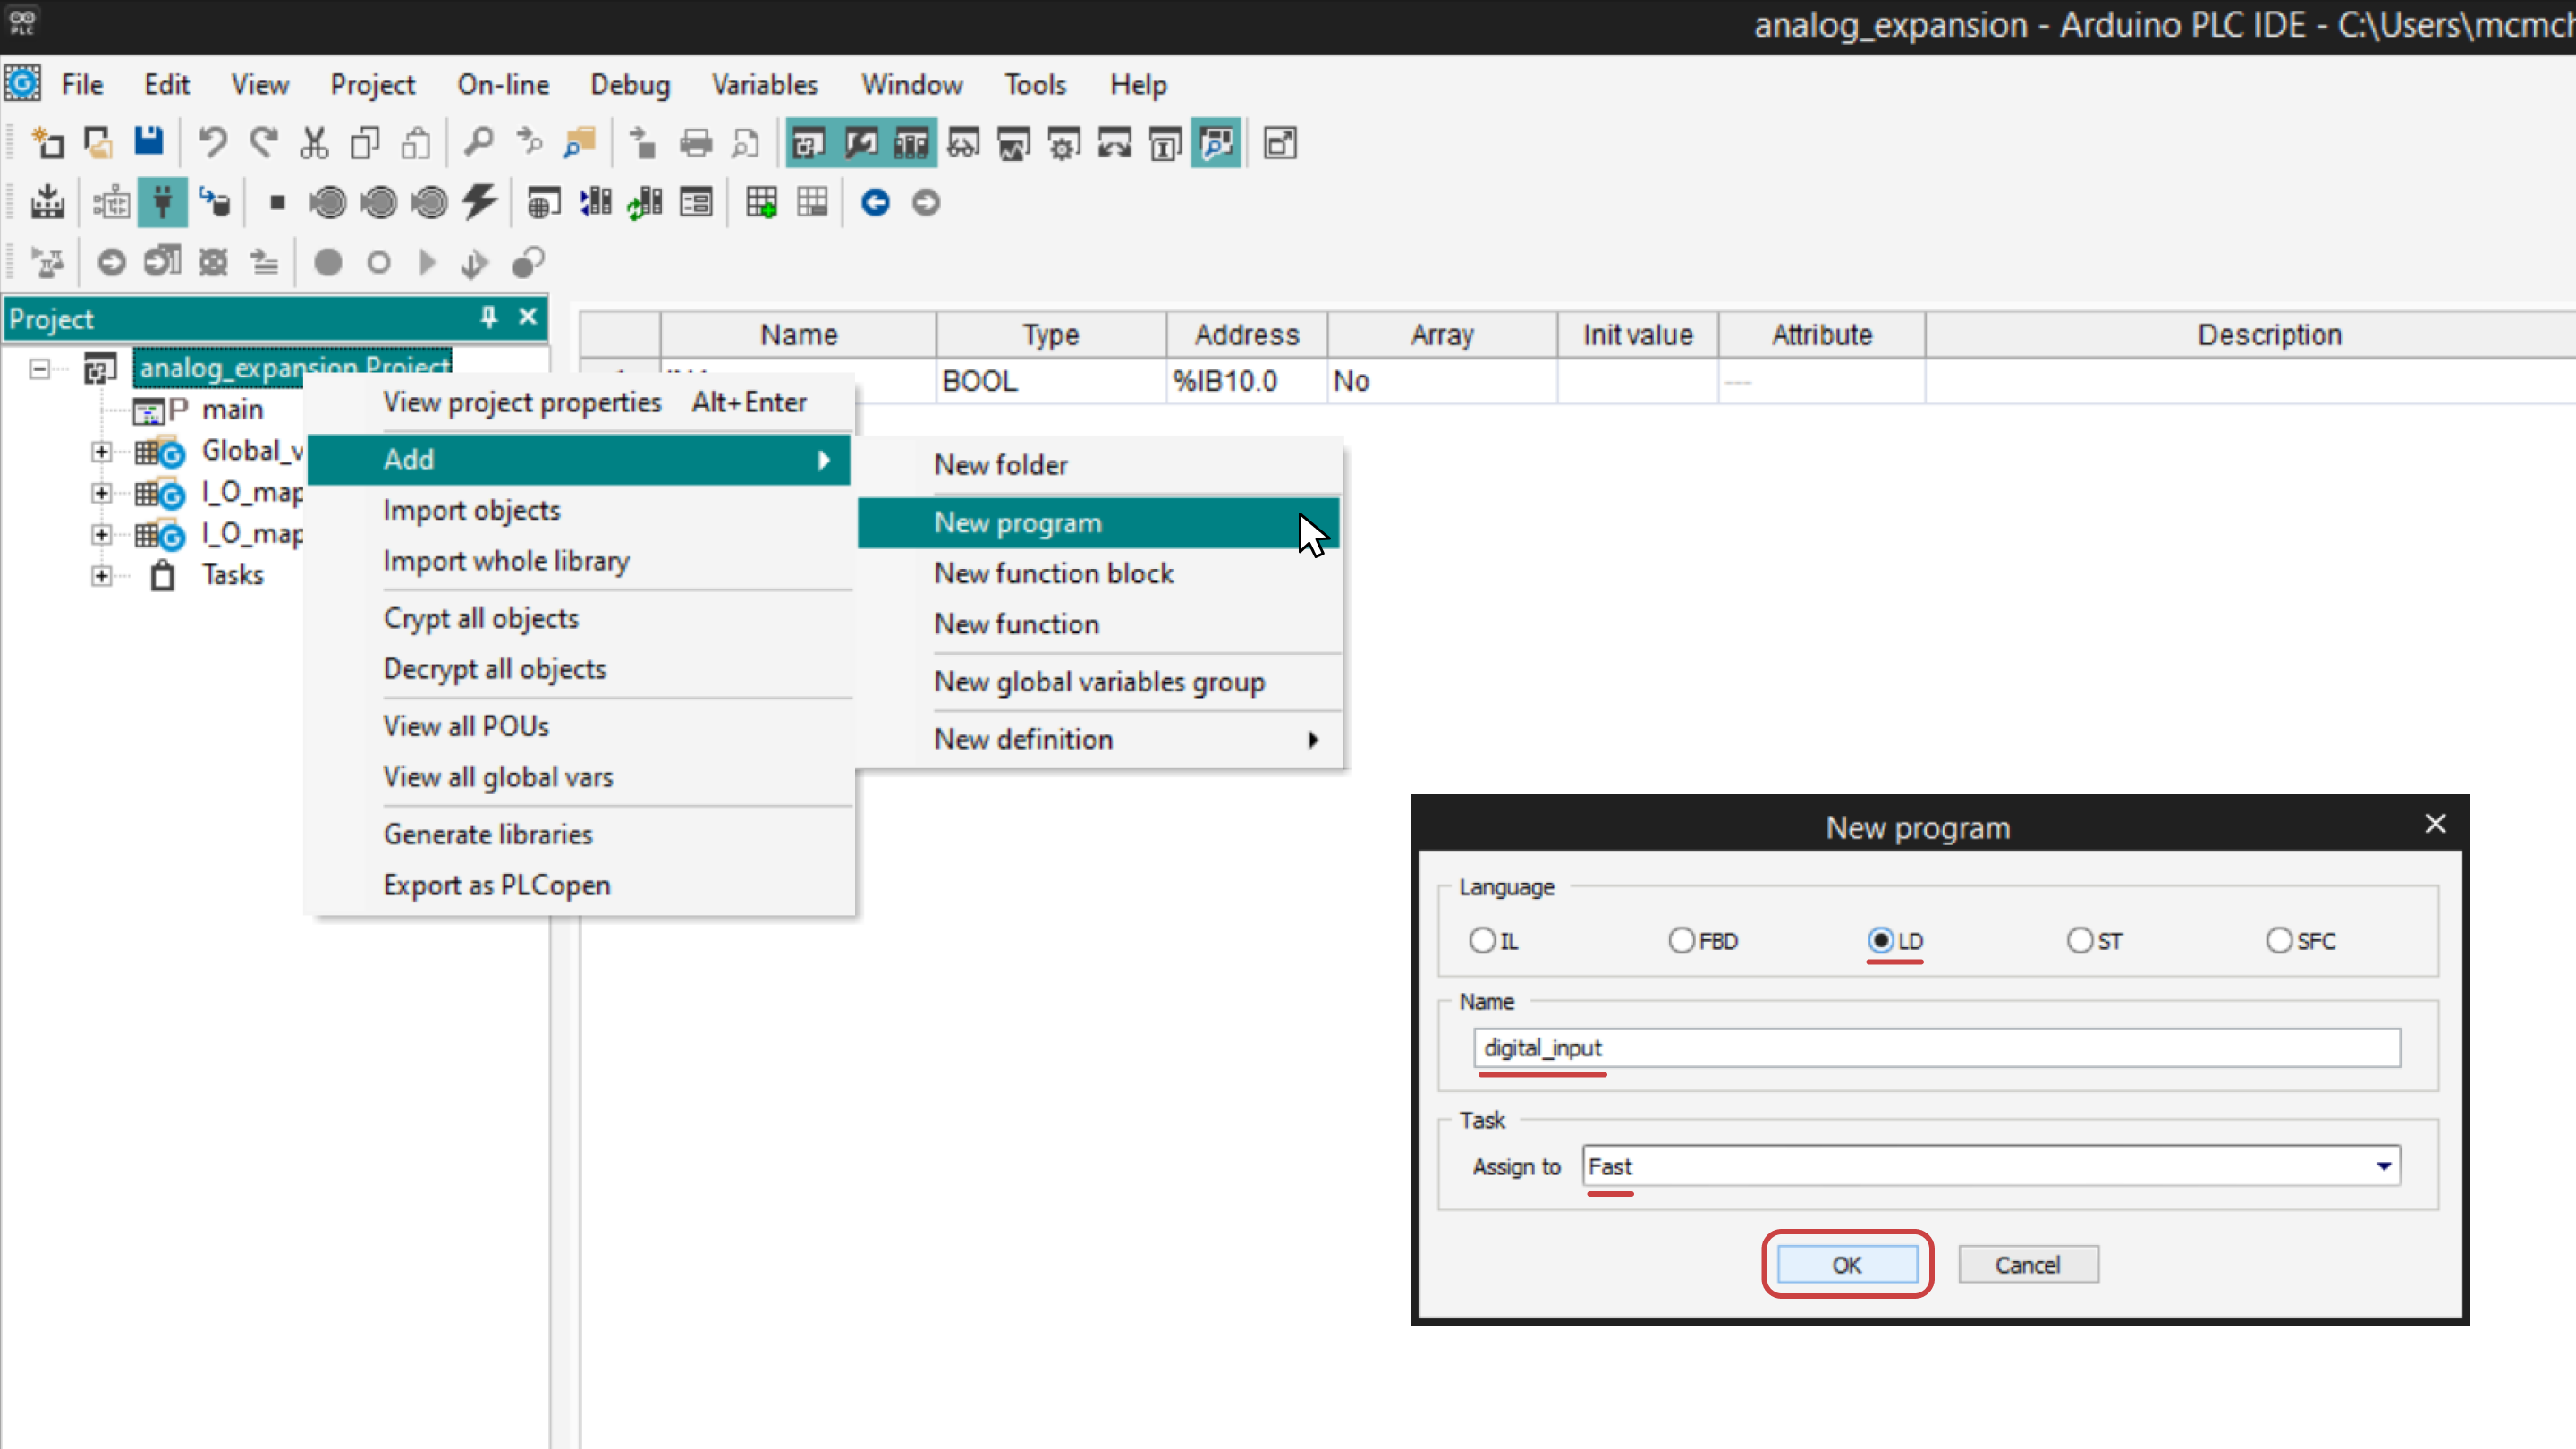 PLC
analog_expansion - Arduino PLC IDE - C:\Users\mcmch
File Edit View Project On-line Debug Variables Window Tools Help
Project
Name Type Address Array Init value Attribute Description
BOOL %IB10.0 No ---
analog_expansion Project
main
Global_v
I_O_map
I_O_map
Tasks
View project properties Alt+Enter
Add
Import objects
Import whole library
Crypt all objects
Decrypt all objects
View all POUs
View all global vars
Generate libraries
Export as PLCopen
New folder
New program
New function block
New function
New global variables group
New definition
New program
Language
IL FBD LD ST SFC
Name
digital_input
Task
Assign to Fast
OK Cancel